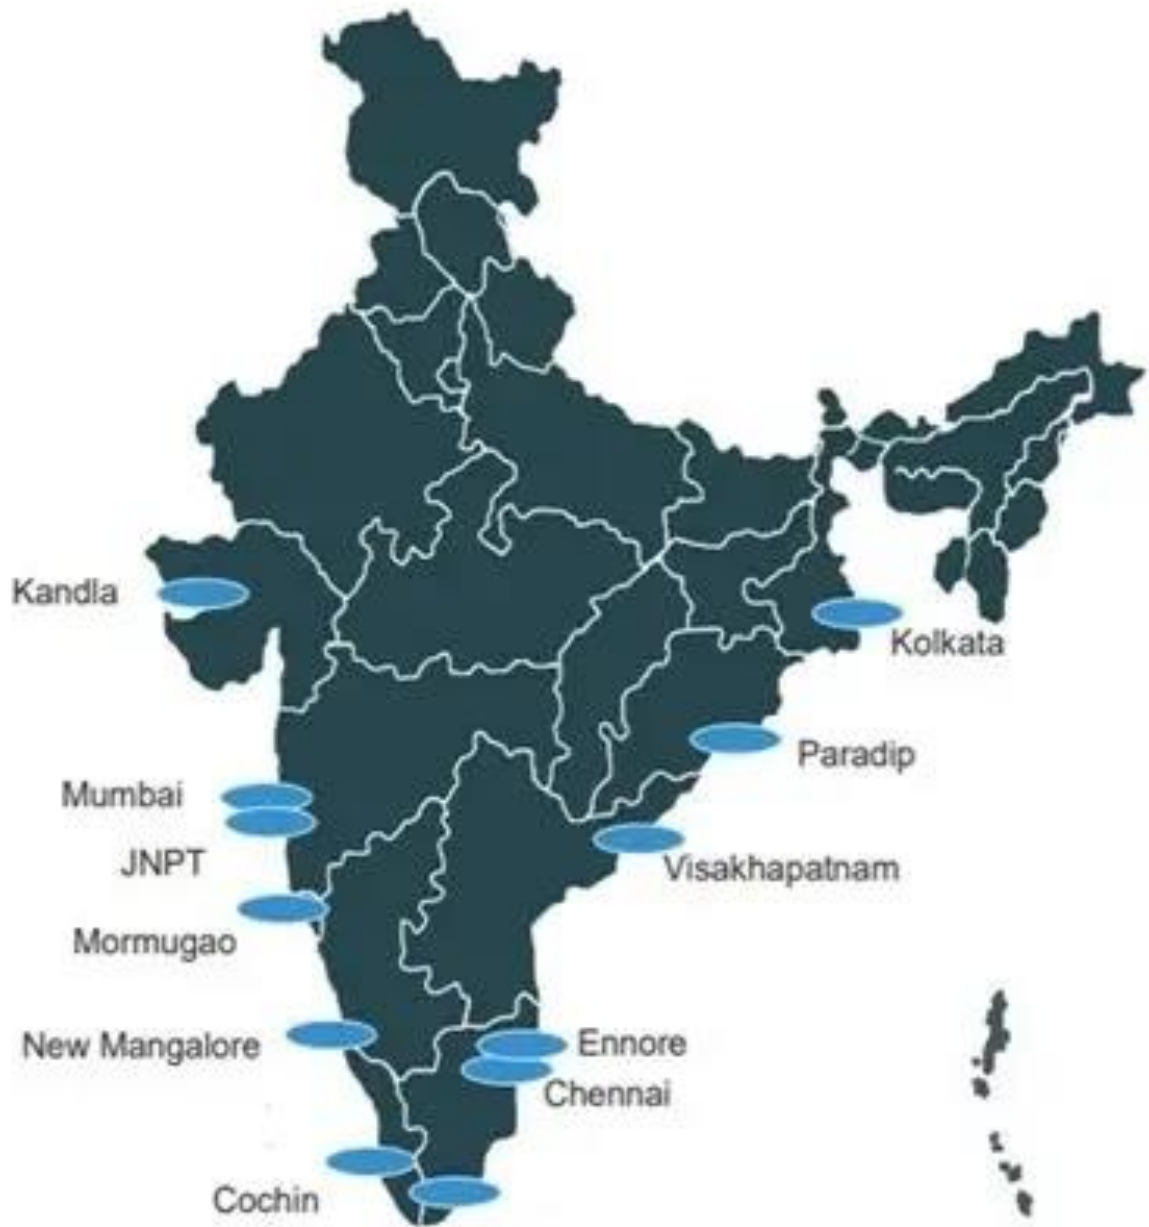 Kandla
Kolkata
Paradip
Mumbai
JNPT
Visakhapatnam
Mormugao
New Mangalore
Ennore
Chennai
Cochin